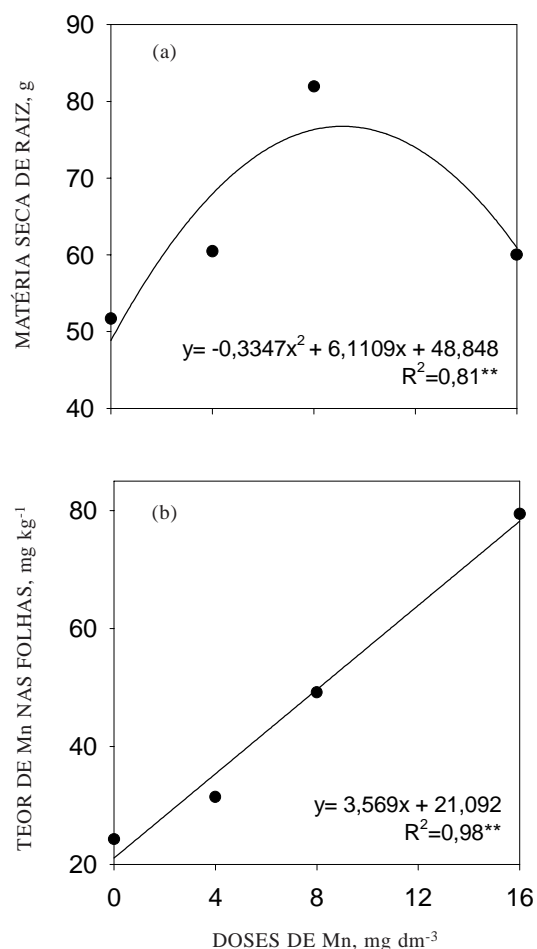 90
(a)
80
70
60
50
40
MATÉRIA SECA DE RAIZ, g
y= -0,3347x² + 6,1109x + 48,848
R²=0,81**
(b)
80
60
40
20
TEOR DE Mn NAS FOLHAS, mg kg⁻¹
y= 3,569x + 21,092
R²=0,98**
0 4 8 12 16
DOSES DE Mn, mg dm⁻³